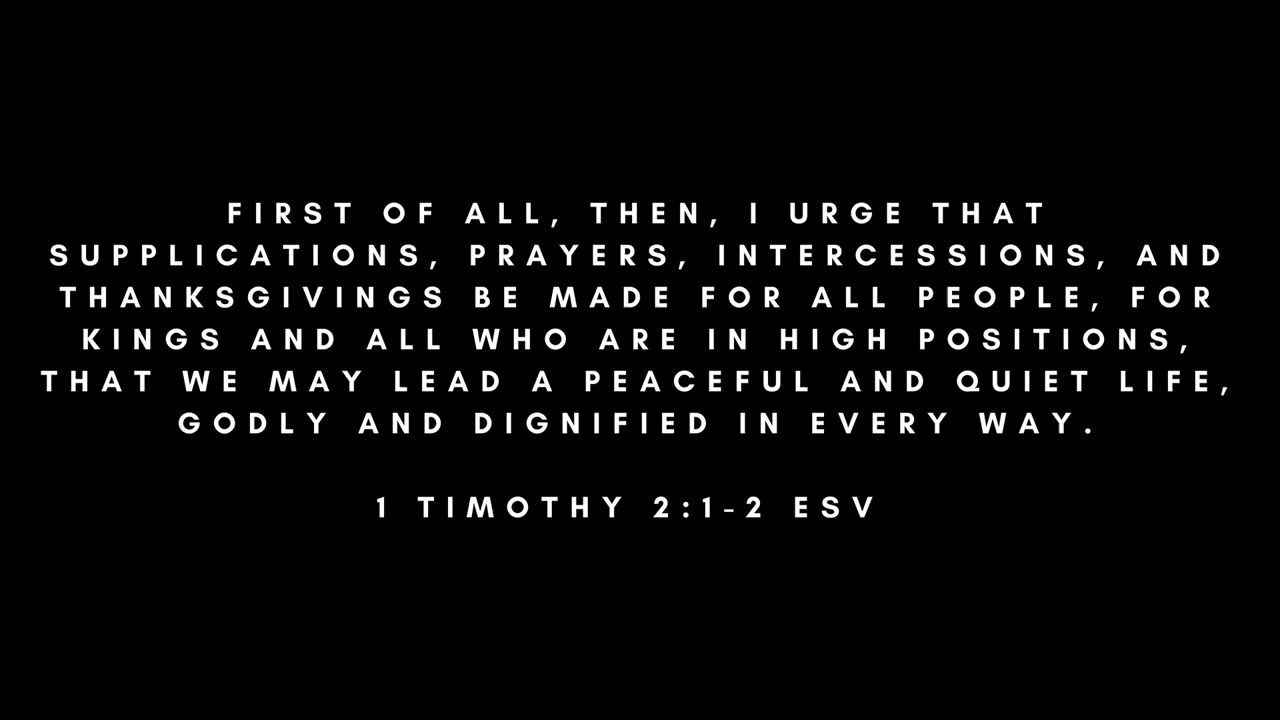 FIRST OF ALL, THEN, I URGE THAT
SUPPLICATIONS, PRAYERS, INTERCESSIONS, AND
THANKSGIVINGS BE MADE FOR ALL PEOPLE, FOR
KINGS AND ALL WHO ARE IN HIGH POSITIONS,
THAT WE MAY LEAD A PEACEFUL AND QUIET LIFE,
GODLY AND DIGNIFIED IN EVERY WAY.
1 TIMOTHY 2:1-2 ESV